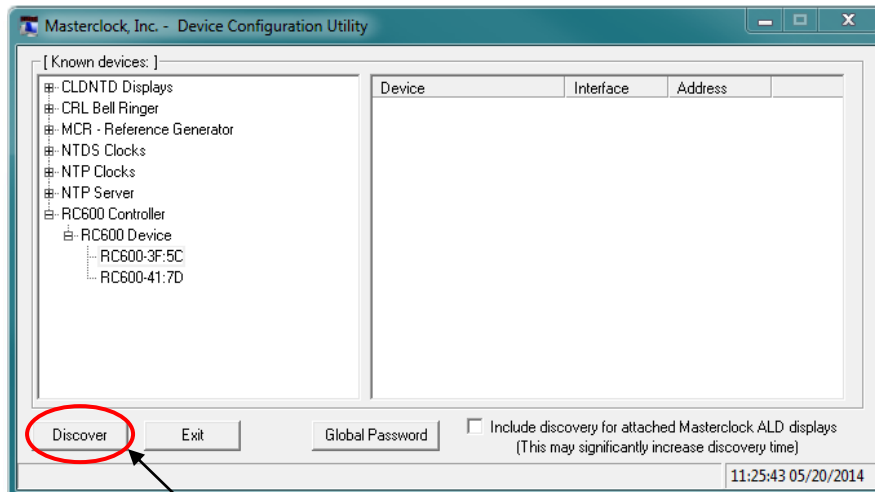 Masterclock, Inc. - Device Configuration Utility
[ Known devices: ]
CLDNTD Displays
CRL Bell Ringer
MCR - Reference Generator
NTDS Clocks
NTP Clocks
NTP Server
RC600 Controller
RC600 Device
RC600-3F:5C
RC600-41:7D
Device Interface Address
Discover Exit Global Password Include discovery for attached Masterclock ALD displays
(This may significantly increase discovery time)
11:25:43 05/20/2014